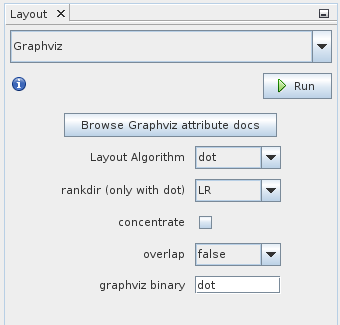 Layout
Graphviz
Run
Browse Graphviz attribute docs
Layout Algorithm dot
rankdir (only with dot) LR
concentrate
overlap false
graphviz binary dot